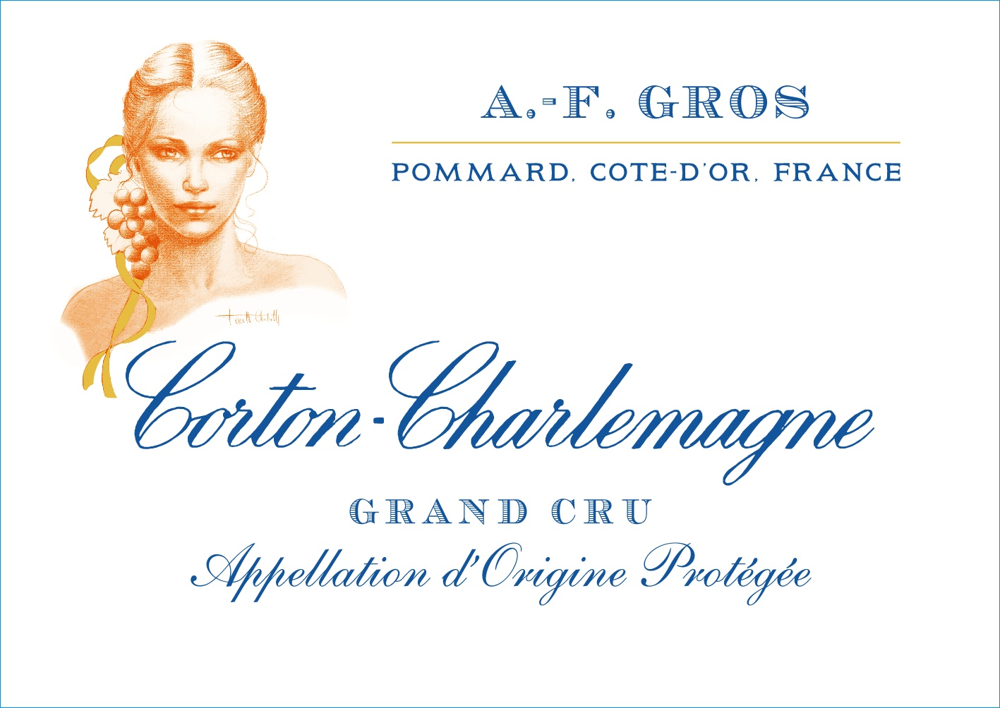 A.-F. GROS
POMMARD, COTE-D'OR, FRANCE
Corton-Charlemagne
GRAND CRU
Appellation d'Origine Protégée